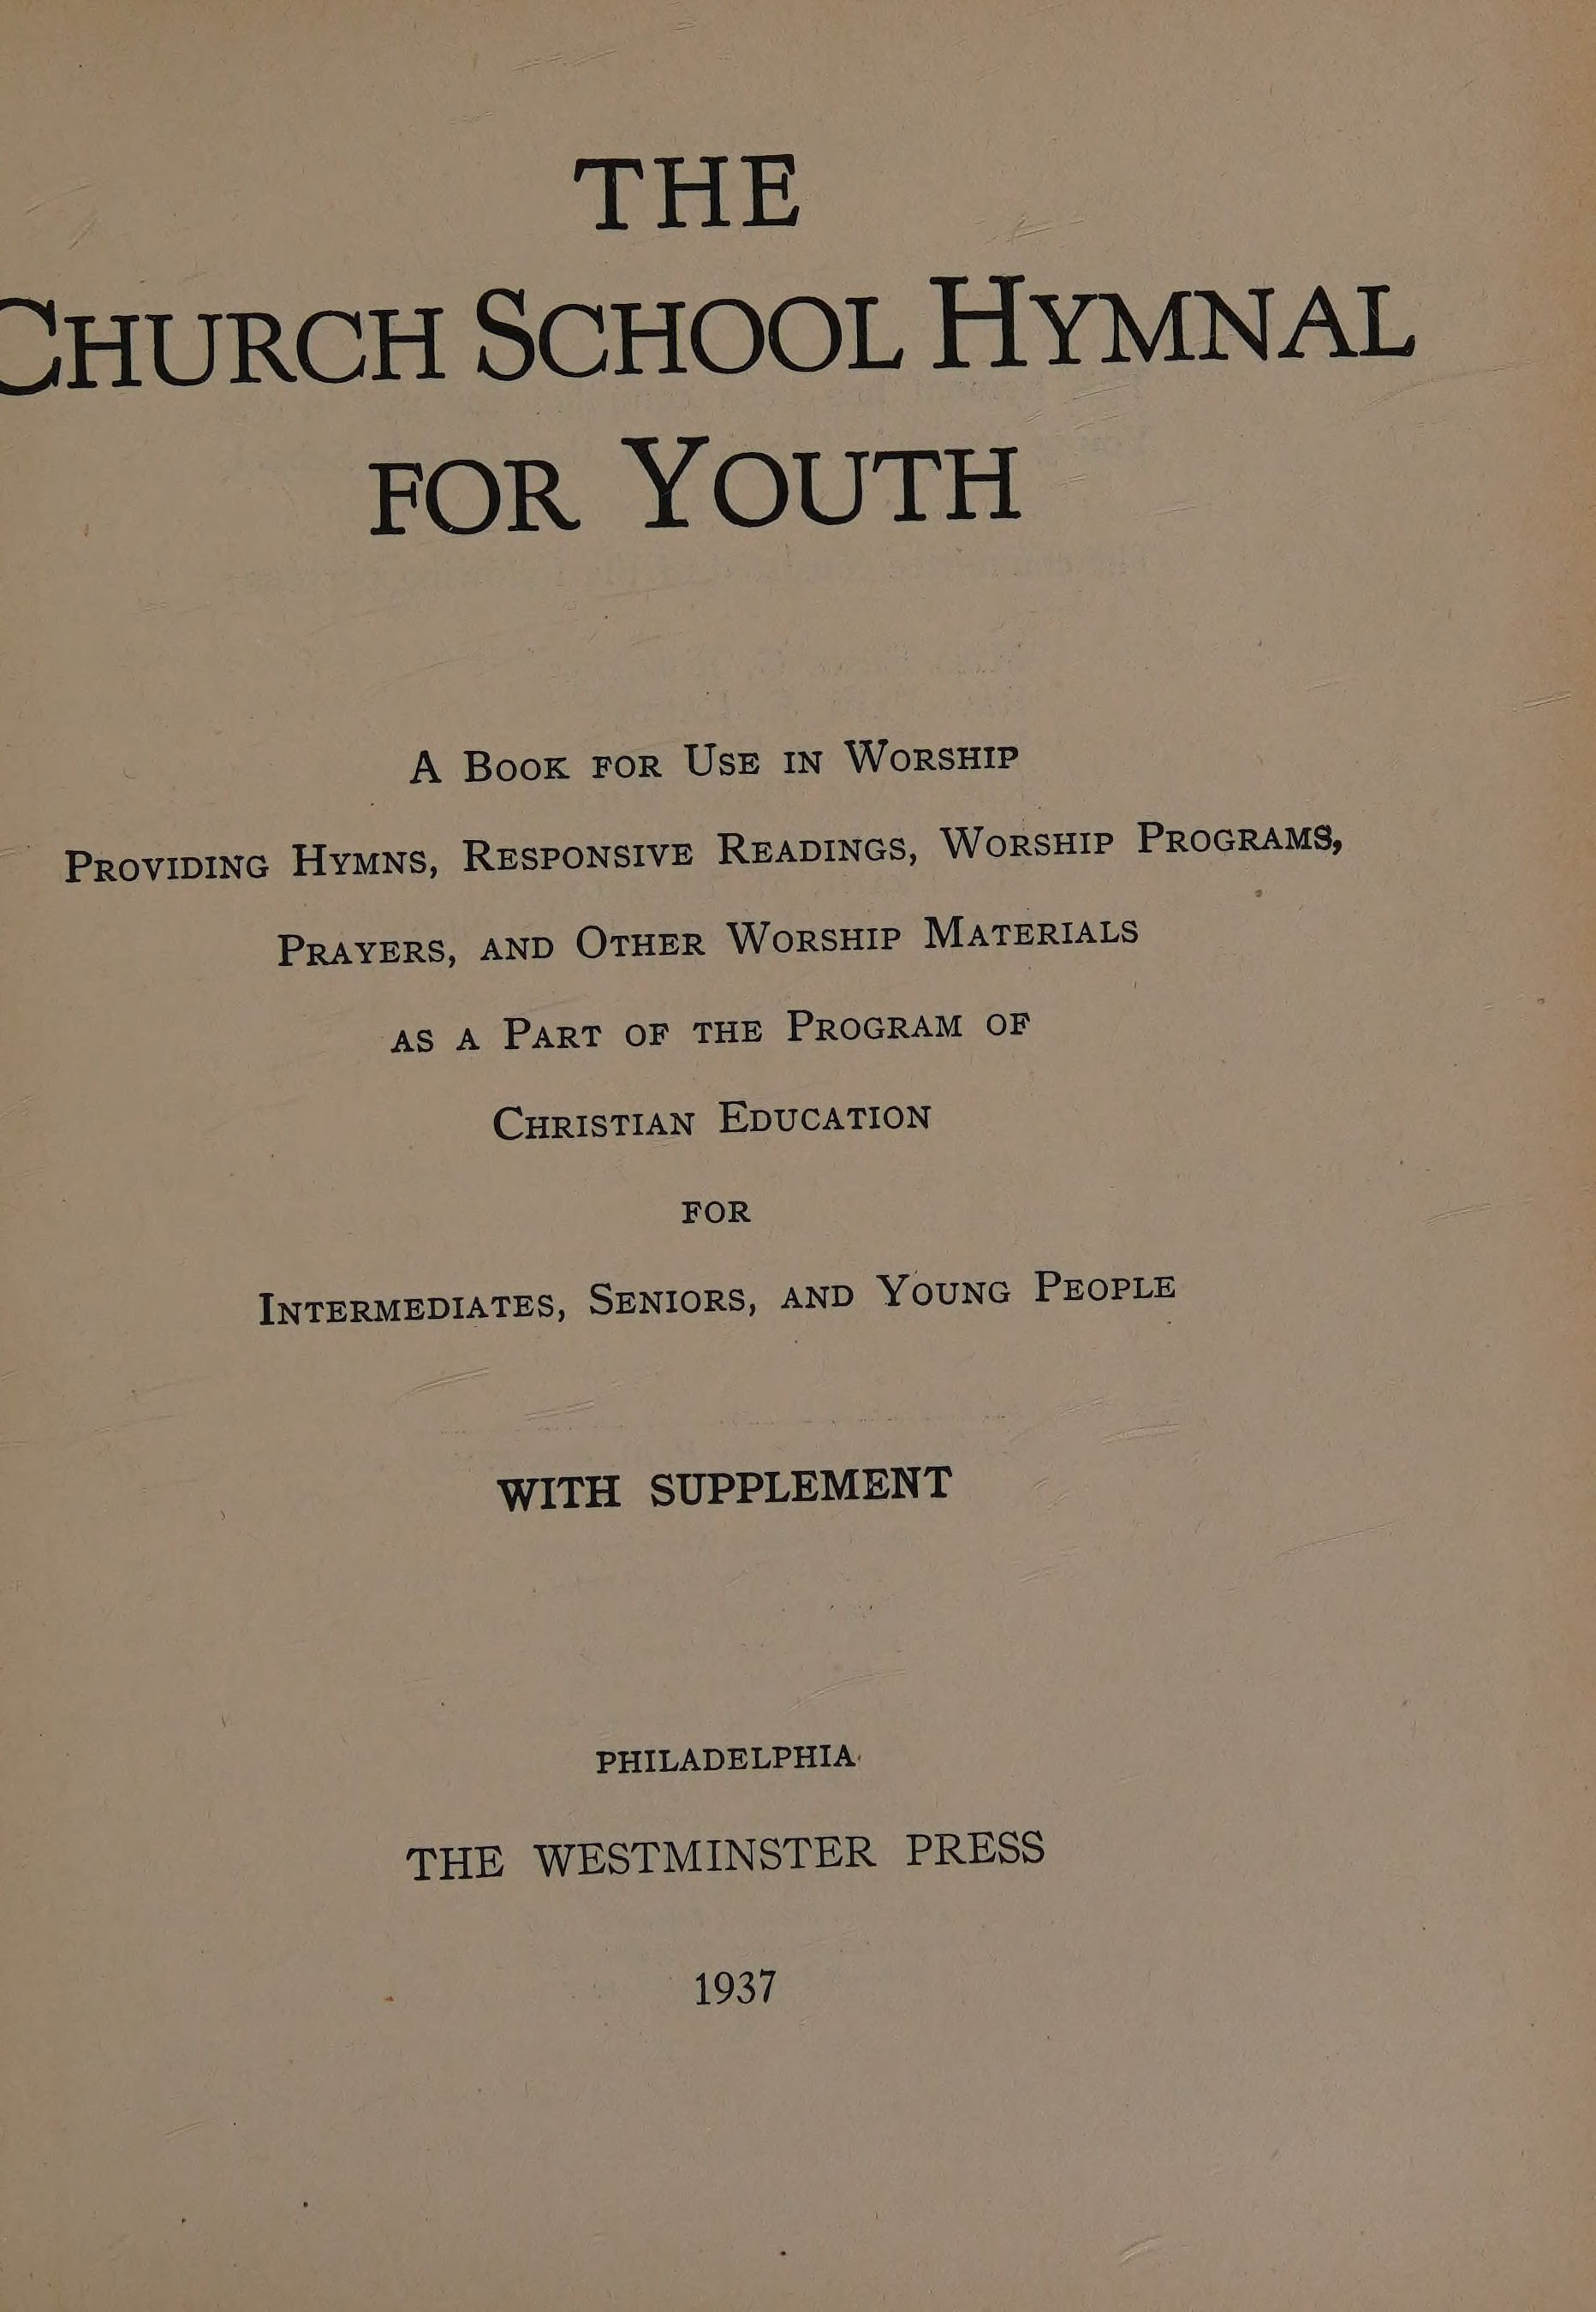 THE
CHURCH SCHOOL HYMNAL
FOR YOUTH
A BOOK FOR USE IN WORSHIP
PROVIDING HYMNS, RESPONSIVE READINGS, WORSHIP PROGRAMS,
PRAYERS, AND OTHER WORSHIP MATERIALS
AS A PART OF THE PROGRAM OF
CHRISTIAN EDUCATION
FOR
INTERMEDIATES, SENIORS, AND YOUNG PEOPLE
WITH SUPPLEMENT
PHILADELPHIA
THE WESTMINSTER PRESS
1937